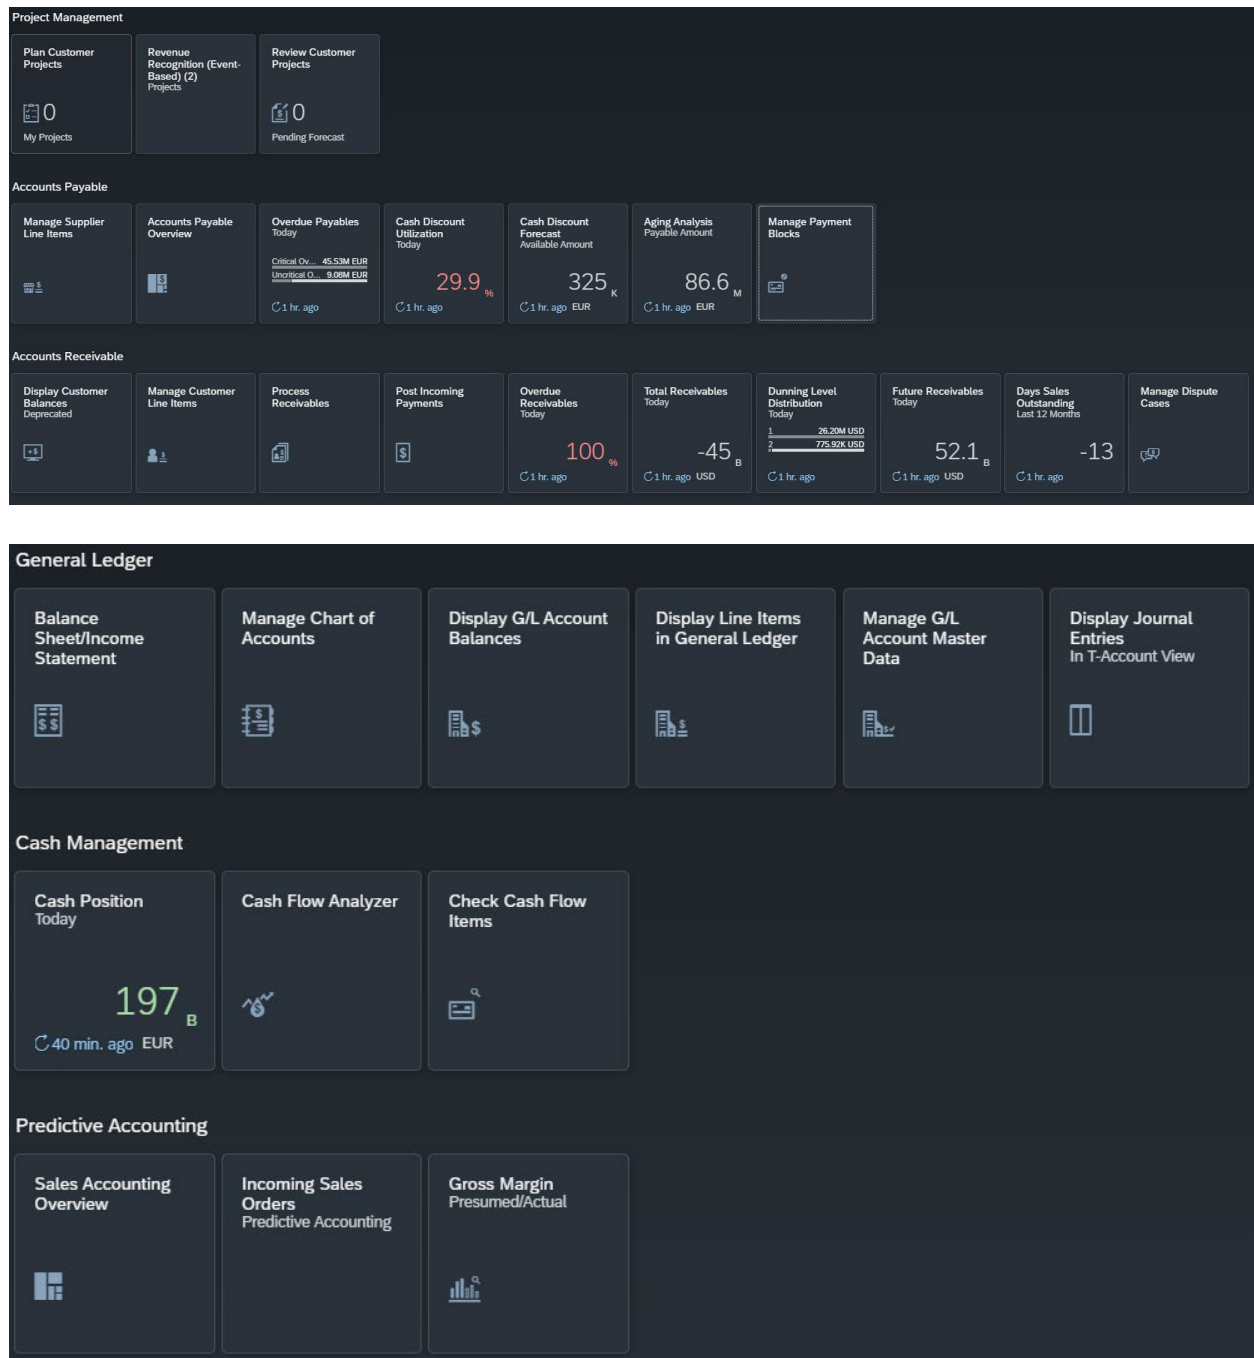 Project Management
Plan Customer
Projects
0
My Projects
Revenue
Recognition (Event-
Based) (2)
Projects
Review Customer
Projects
0
Pending Forecast
Accounts Payable
Manage Supplier
Line Items
Accounts Payable
Overview
Overdue Payables
Today
Critical Ov... 45.53M EUR
Uncritical O... 9.08M EUR
1 hr. ago
Cash Discount
Utilization
Today
29.9 %
1 hr. ago
Cash Discount
Forecast
Available Amount
325 K
1 hr. ago EUR
Aging Analysis
Payable Amount
86.6 M
1 hr. ago EUR
Manage Payment
Blocks
Accounts Receivable
Display Customer
Balances
Deprecated
Manage Customer
Line Items
Process
Receivables
Post Incoming
Payments
Overdue
Receivables
Today
100 %
1 hr. ago
Total Receivables
Today
-45 B
1 hr. ago USD
Dunning Level
Distribution
Today
1 26.20M USD
2 775.92K USD
1 hr. ago
Future Receivables
Today
52.1 B
1 hr. ago USD
Days Sales
Outstanding
Last 12 Months
-13
1 hr. ago
Manage Dispute
Cases
General Ledger
Balance
Sheet/Income
Statement
Manage Chart of
Accounts
Display G/L Account
Balances
Display Line Items
in General Ledger
Manage G/L
Account Master
Data
Display Journal
Entries
In T-Account View
Cash Management
Cash Position
Today
197 B
40 min. ago EUR
Cash Flow Analyzer
Check Cash Flow
Items
Predictive Accounting
Sales Accounting
Overview
Incoming Sales
Orders
Predictive Accounting
Gross Margin
Presumed/Actual